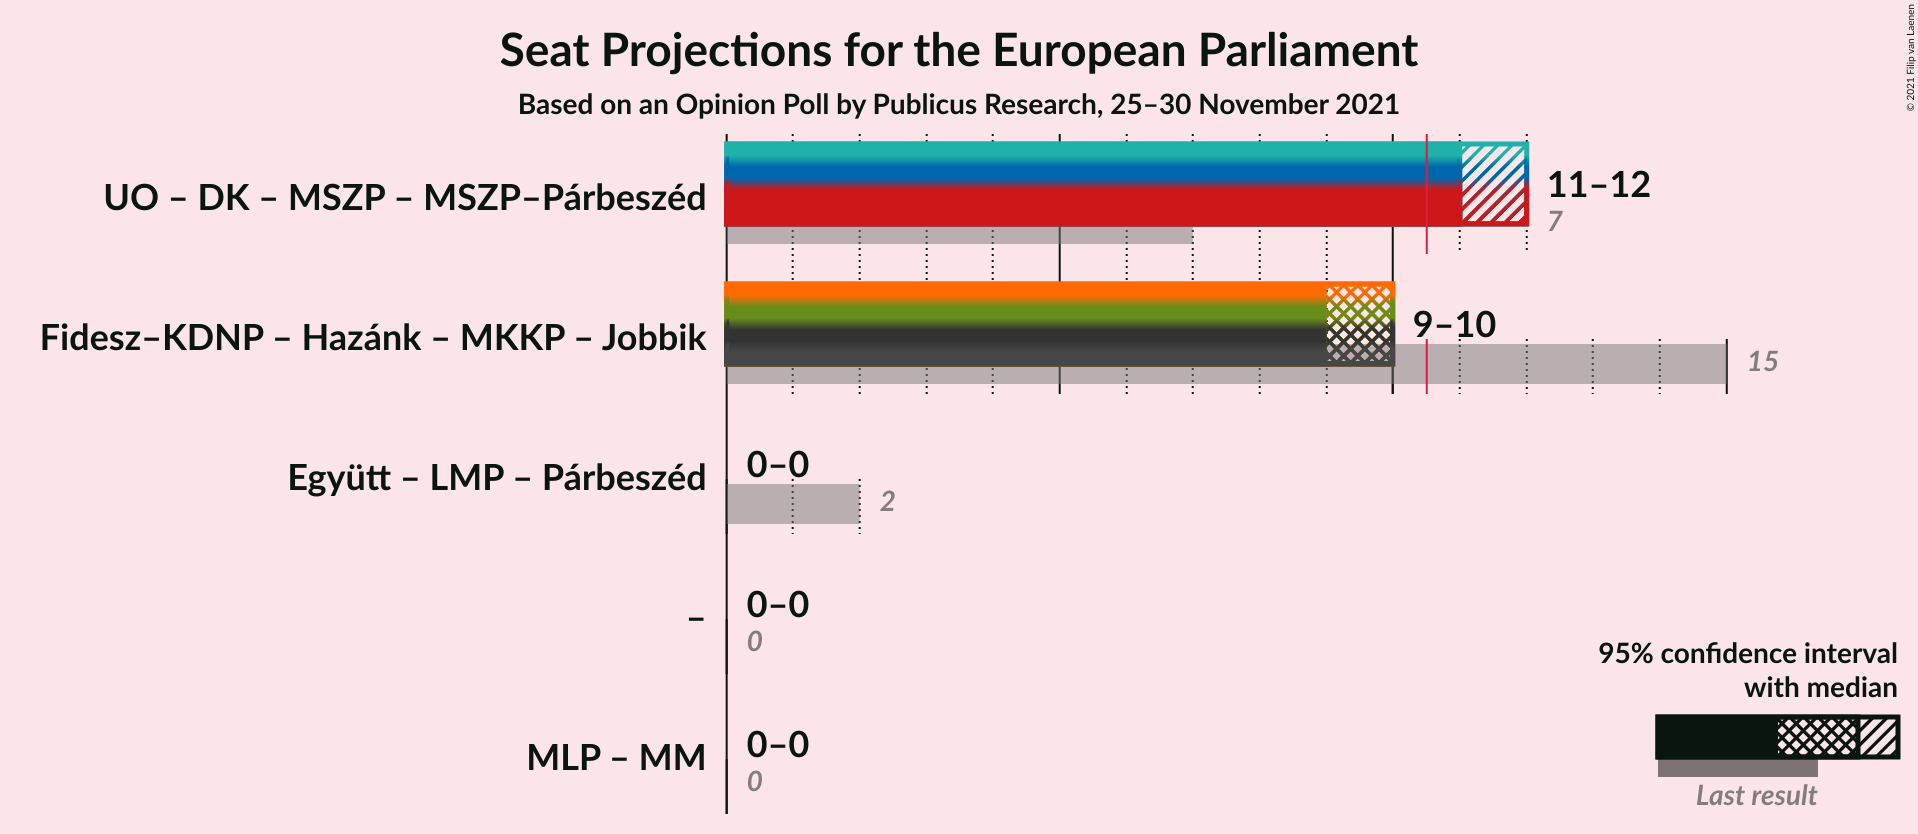 Seat Projections for the European Parliament
Based on an Opinion Poll by Publicus Research, 25–30 November 2021
© 2021 Filip van Laenen
UO – DK – MSZP – MSZP–Párbeszéd
11–12
7
Fidesz–KDNP – Hazánk – MKKP – Jobbik
9–10
15
Együtt – LMP – Párbeszéd
0–0
2
–
0–0
0
MLP – MM
0–0
0
95% confidence interval
with median
Last result